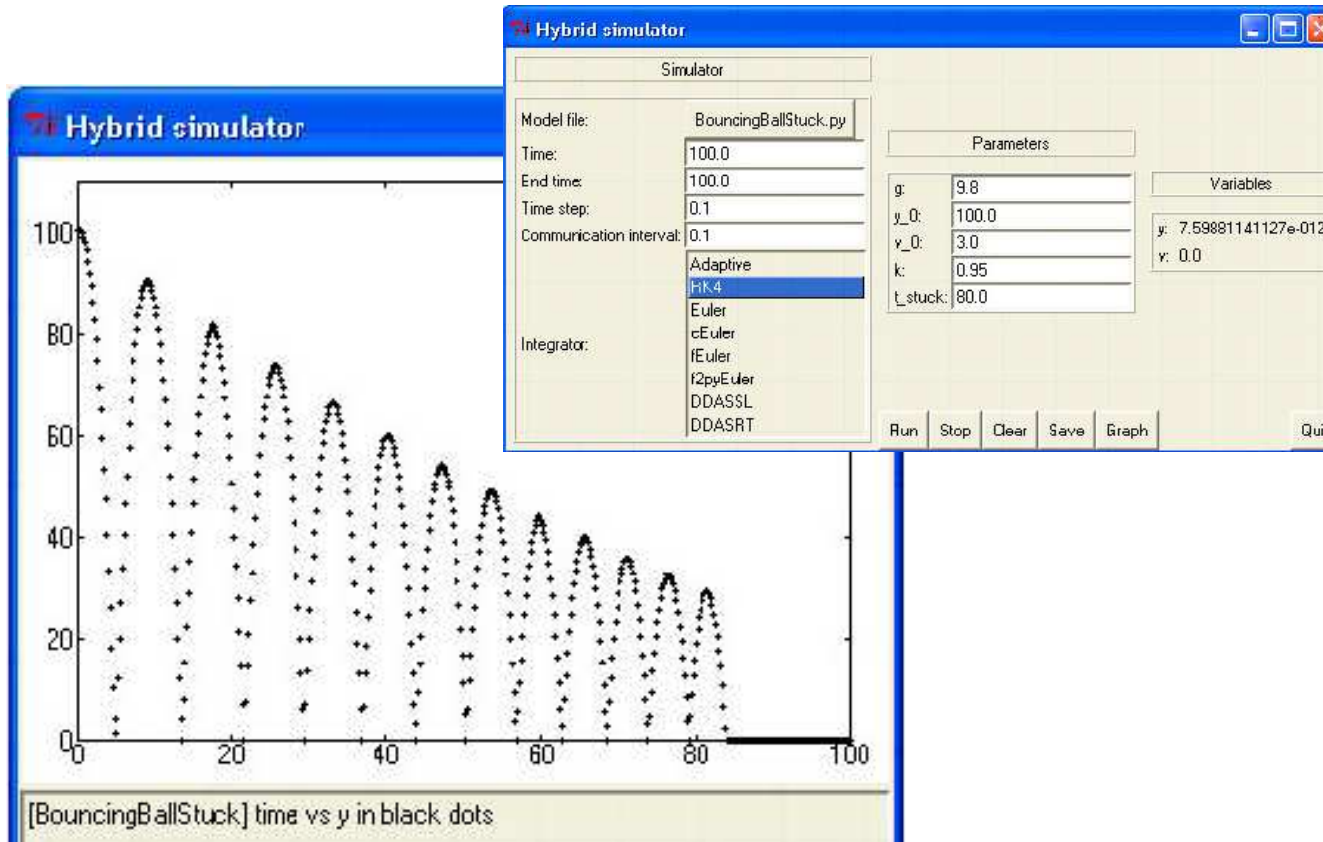 Hybrid simulator
Simulator
Model file: BouncingBallStuck.py
Time: 100.0
End time: 100.0
Time step: 0.1
Communication interval: 0.1
Integrator:
Adaptive
RK4
Euler
cEuler
fEuler
f2pyEuler
DDASSL
DDASRT
Parameters
g: 9.8
y_0: 100.0
v_0: 3.0
k: 0.95
t_stuck: 80.0
Variables
y: 7.59881141127e-012
v: 0.0
Run Stop Clear Save Graph Qui
Hybrid simulator
100
80
60
40
20
0
0 20 40 60 80 100
[BouncingBallStuck] time vs y in black dots